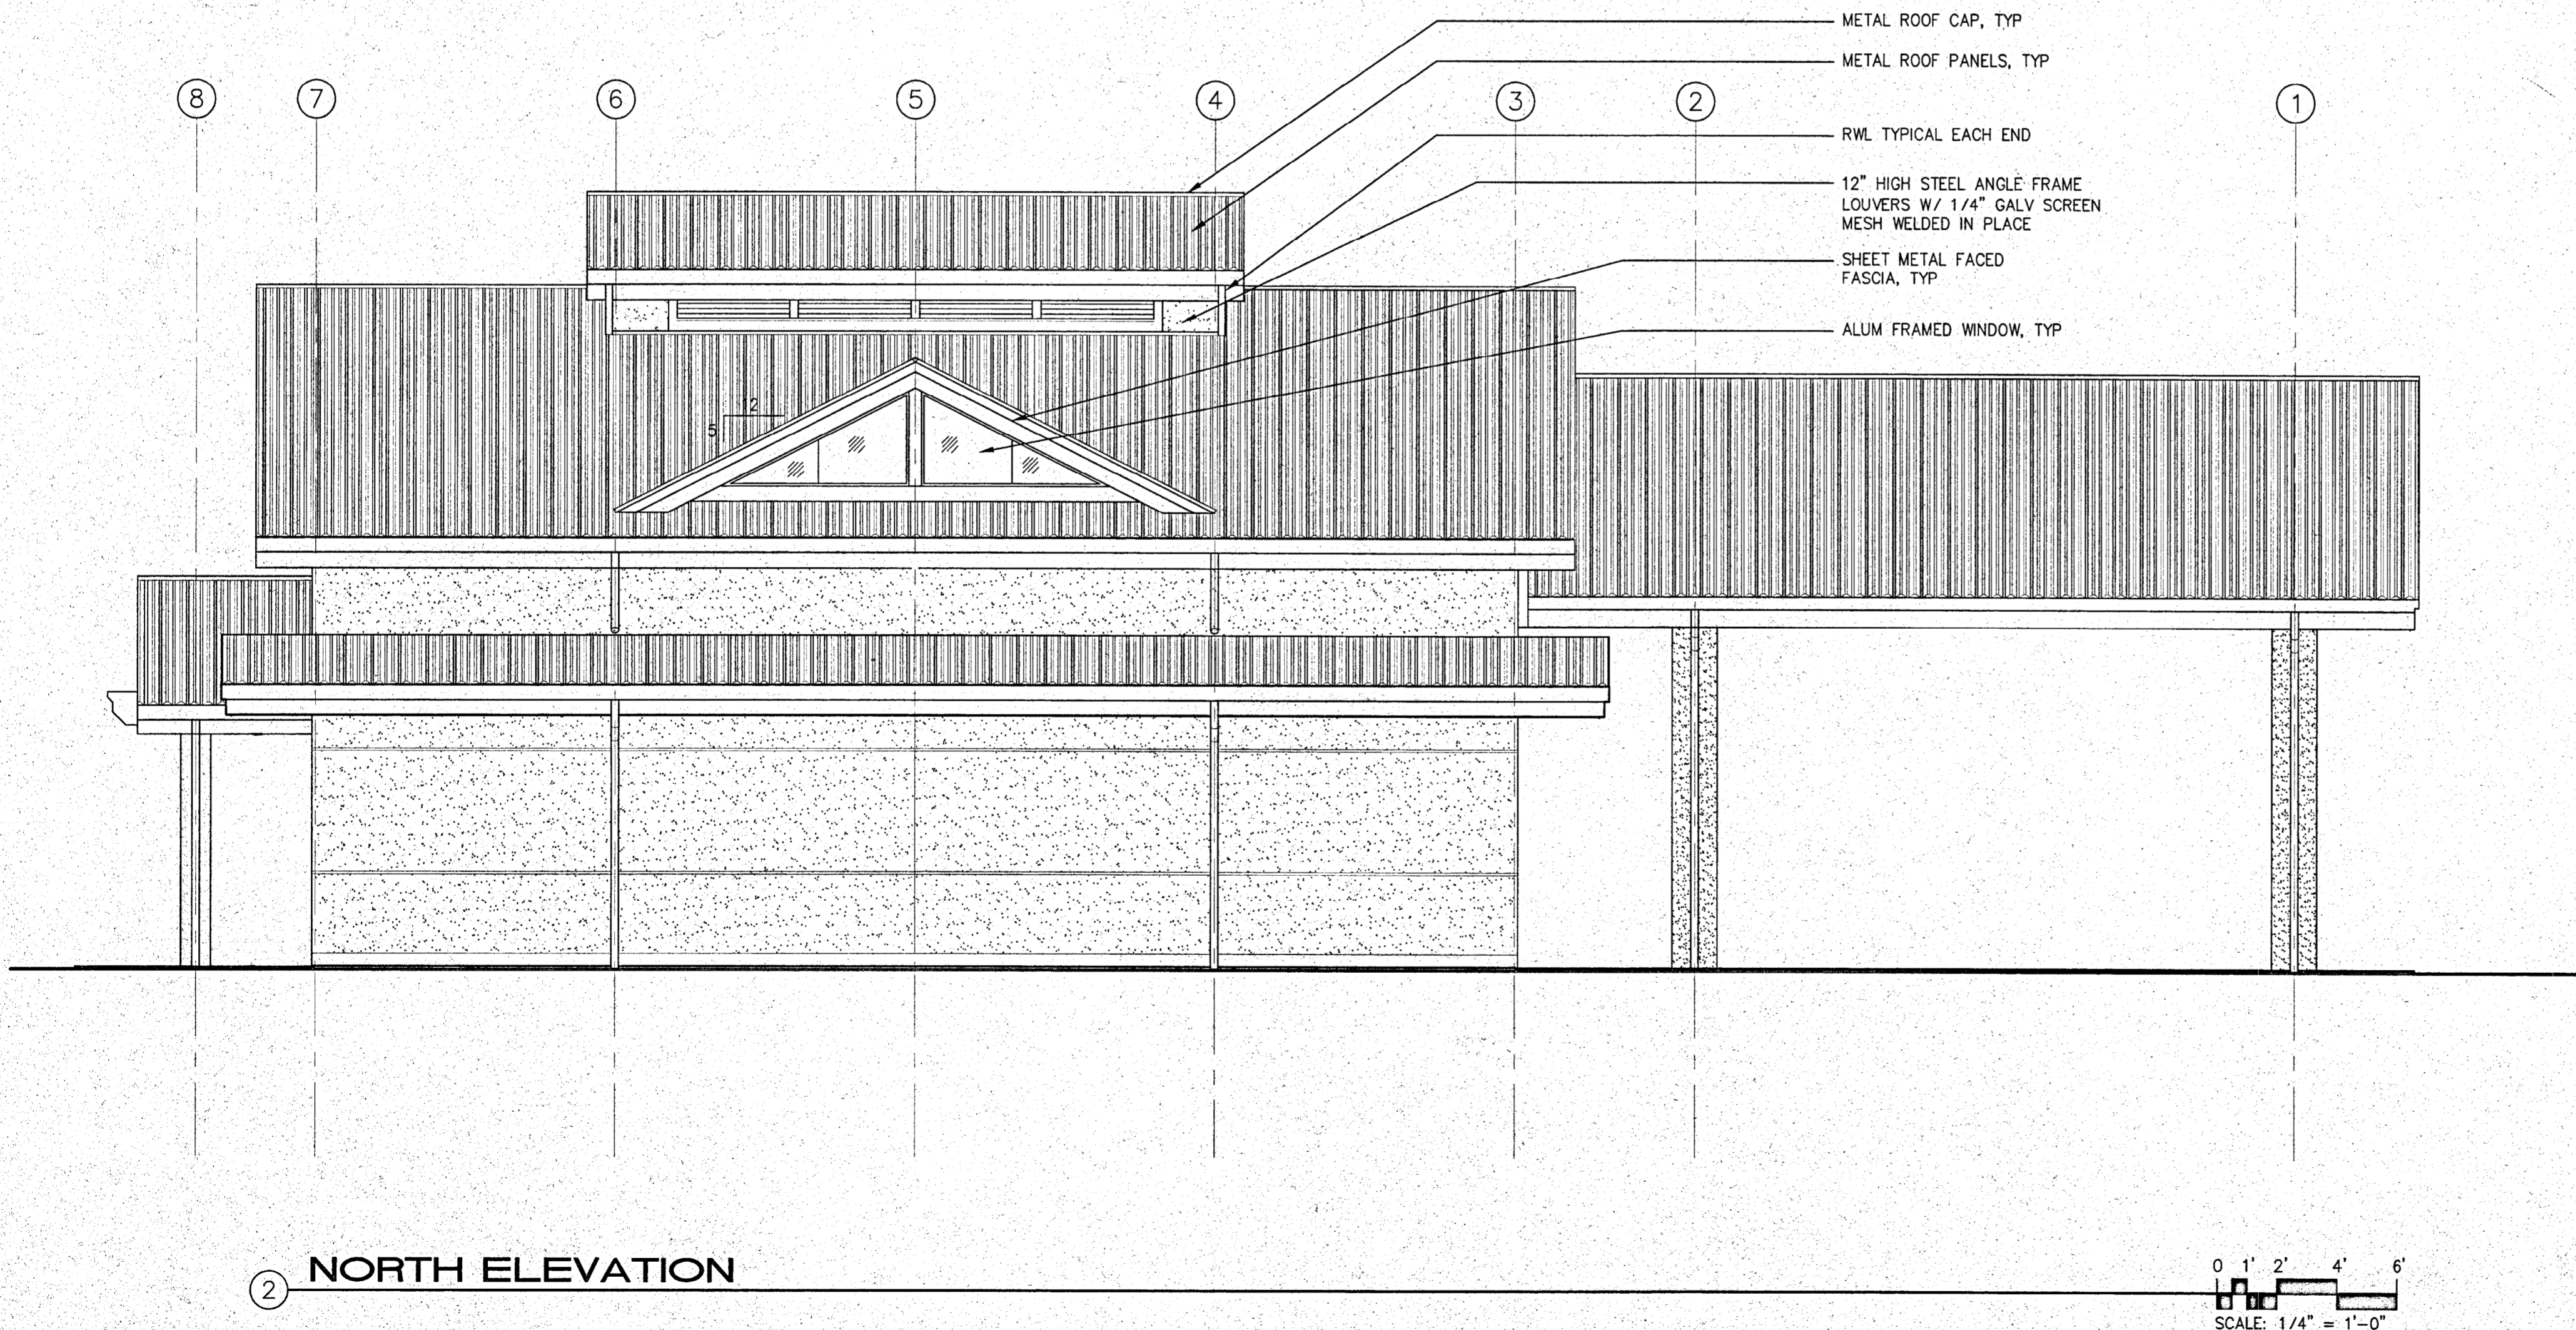 METAL ROOF CAP, TYP
METAL ROOF PANELS, TYP
8 7 6 5 4 3 2 1
RWL TYPICAL EACH END
12" HIGH STEEL ANGLE FRAME
LOUVERS W/ 1/4" GALV SCREEN
MESH WELDED IN PLACE
SHEET METAL FACED
FASCIA, TYP
ALUM FRAMED WINDOW, TYP
12
5
2 NORTH ELEVATION
0 1' 2' 4' 6'
SCALE: 1/4" = 1'-0"